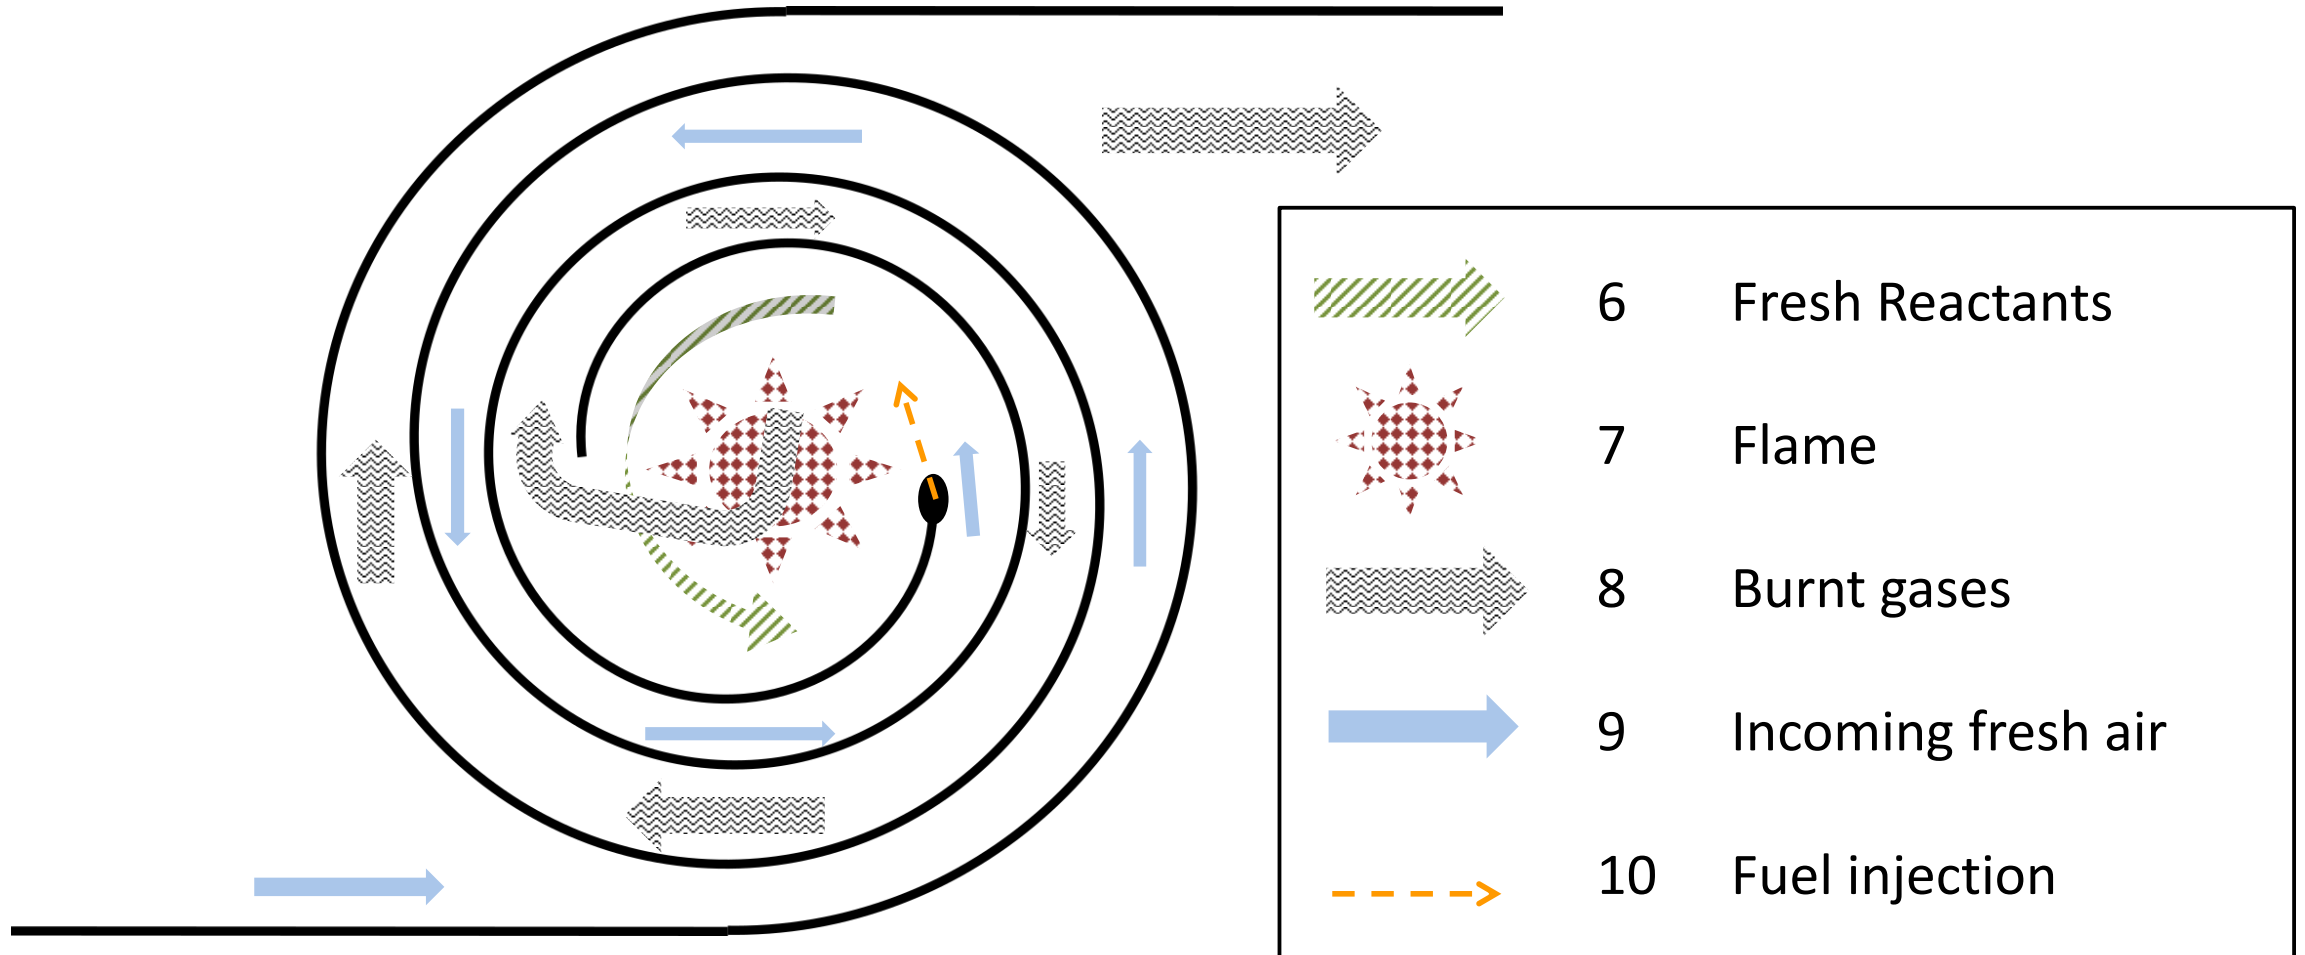 6 Fresh Reactants
7 Flame
8 Burnt gases
9 Incoming fresh air
10 Fuel injection